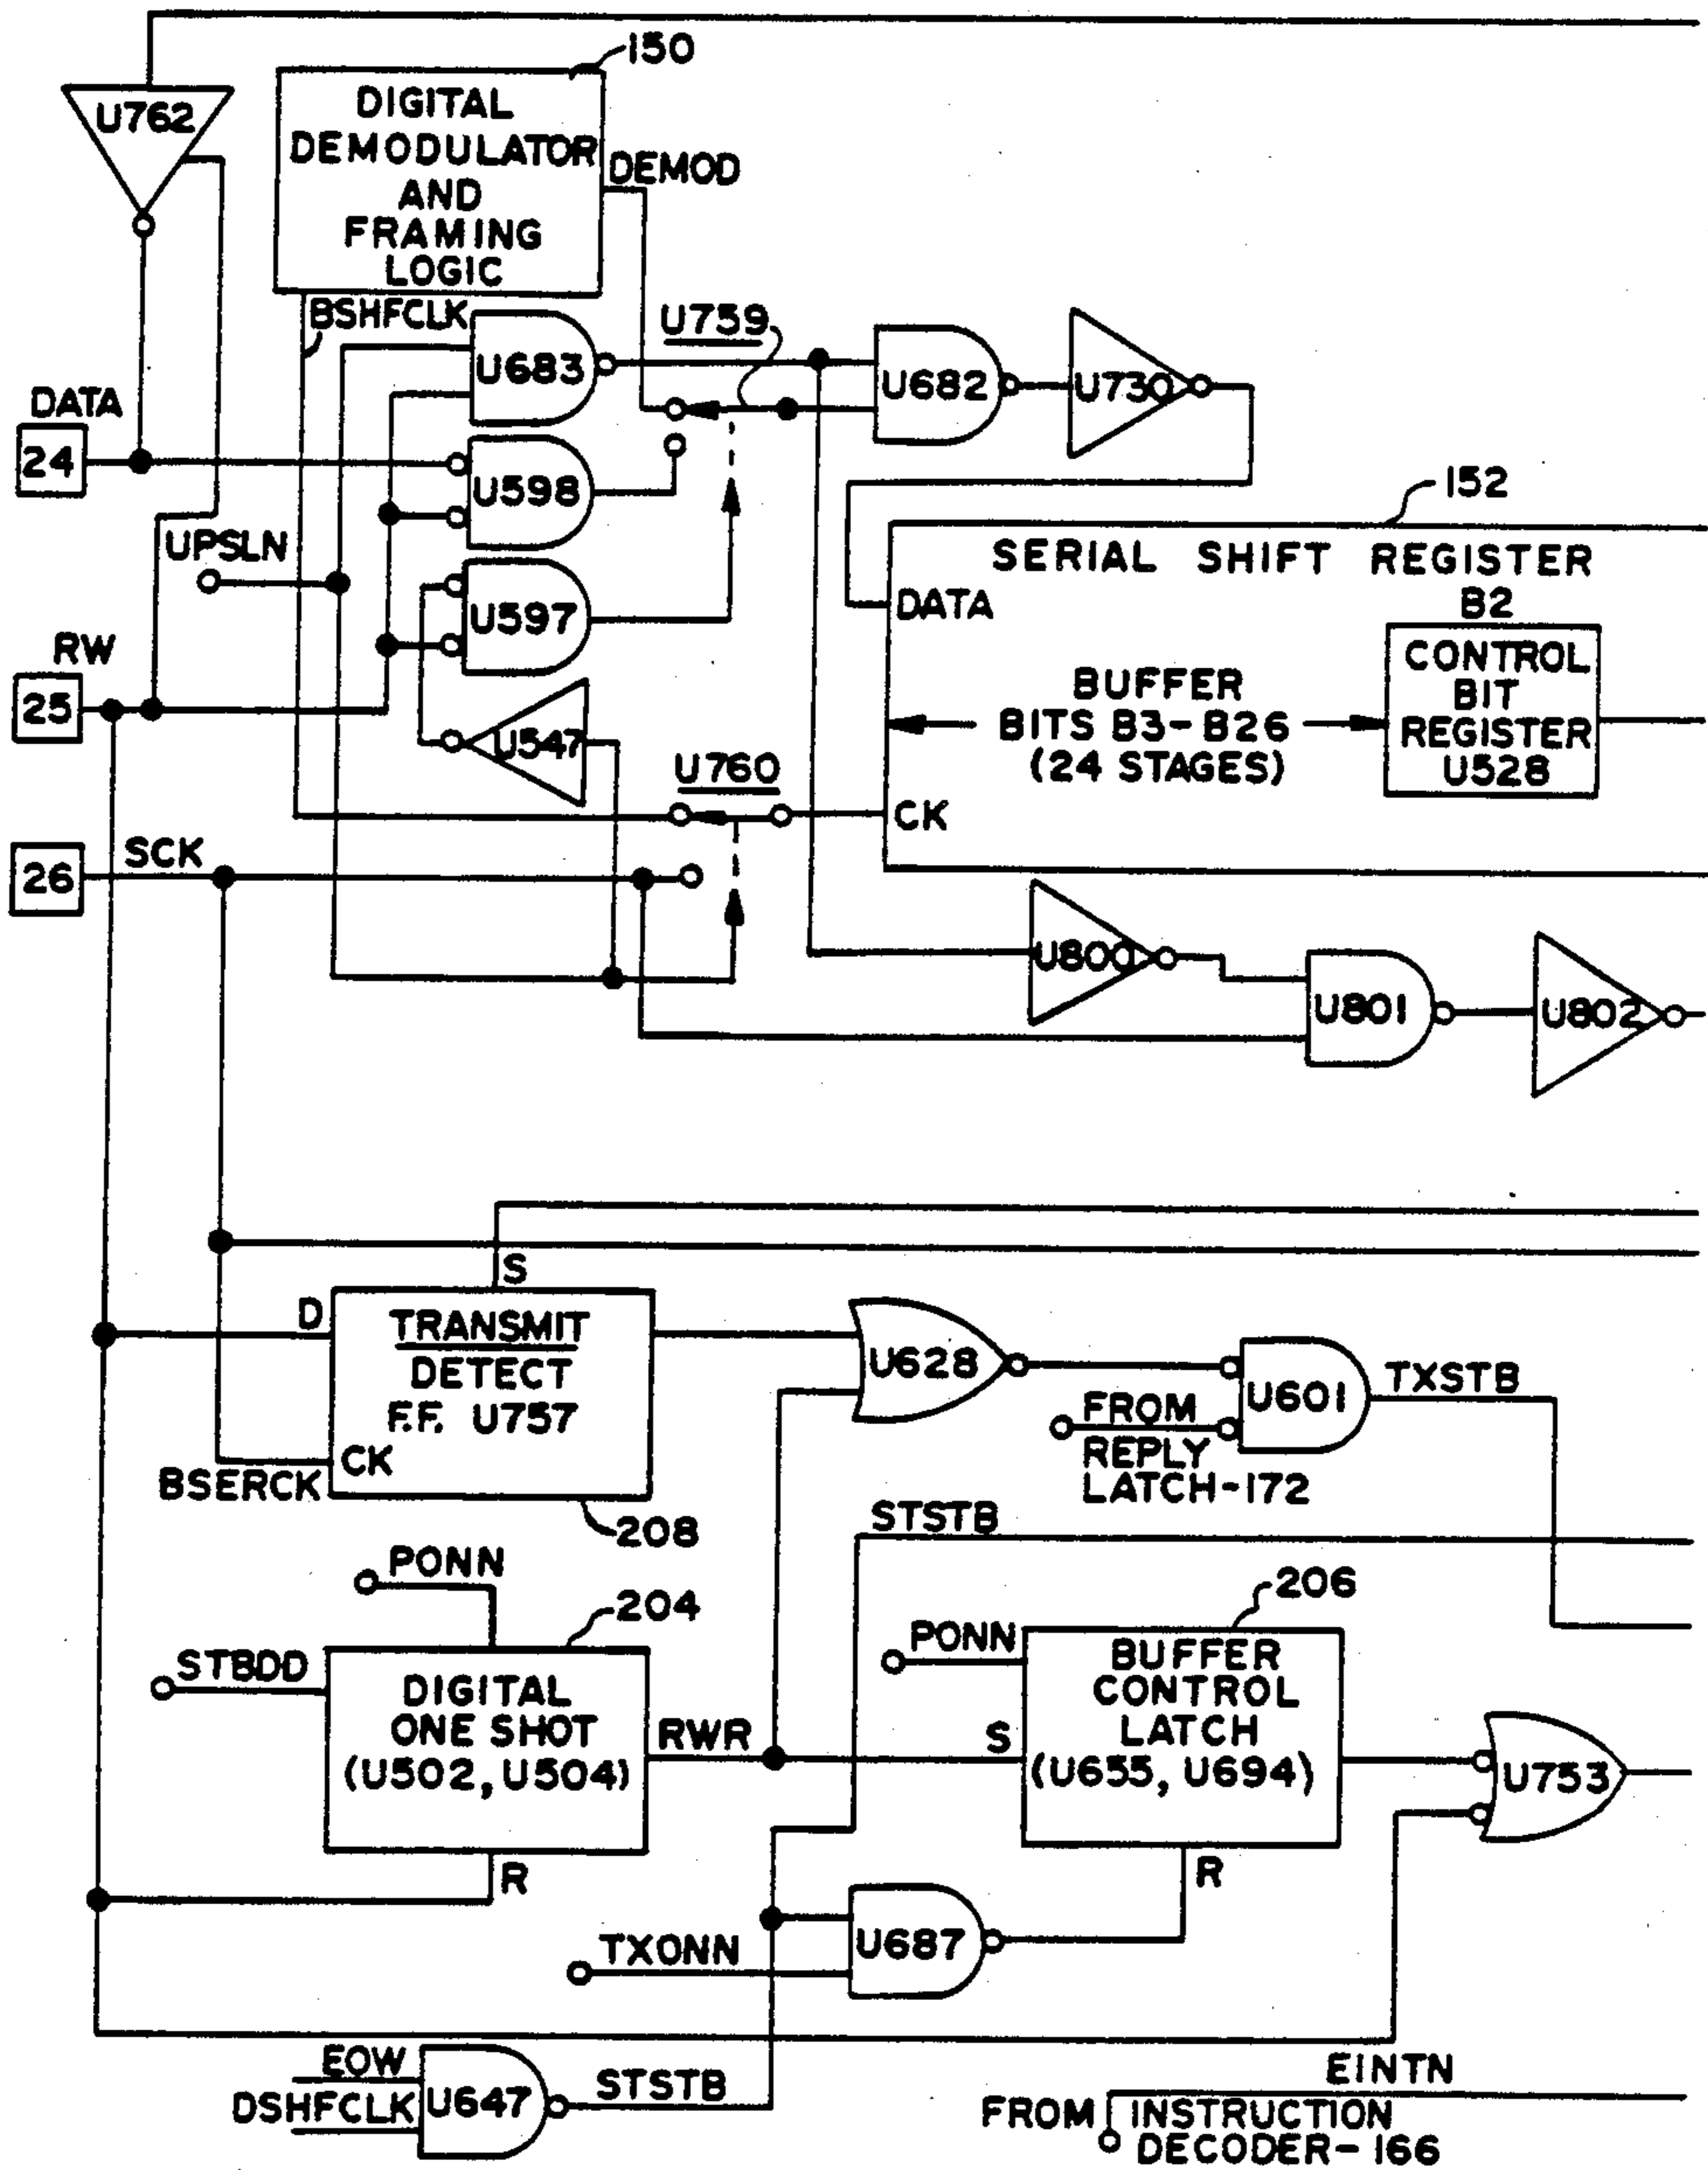 150
U762
DIGITAL
DEMODULATOR
AND
FRAMING
LOGIC
DEMOD
BSHFCLK
U683
U759
U682
U730
DATA
24
U598
152
UPSLN
SERIAL SHIFT REGISTER
B2
DATA
U597
RW
25
CONTROL
BIT
REGISTER
U528
BUFFER
BITS B3-B26
(24 STAGES)
U547
U760
CK
SCK
26
U800
U801
U802
S
D
TRANSMIT
DETECT
F.F. U757
CK
BSERCK
208
U628
U601
TXSTB
FROM
REPLY
LATCH-172
STSTB
PONN
204
206
STBDD
DIGITAL
ONE SHOT
(U502, U504)
RWR
R
PONN
S
BUFFER
CONTROL
LATCH
(U655, U694)
R
U753
U687
TXONN
EOW
DSHFCLK
U647
STSTB
EINTN
FROM
INSTRUCTION
DECODER-166